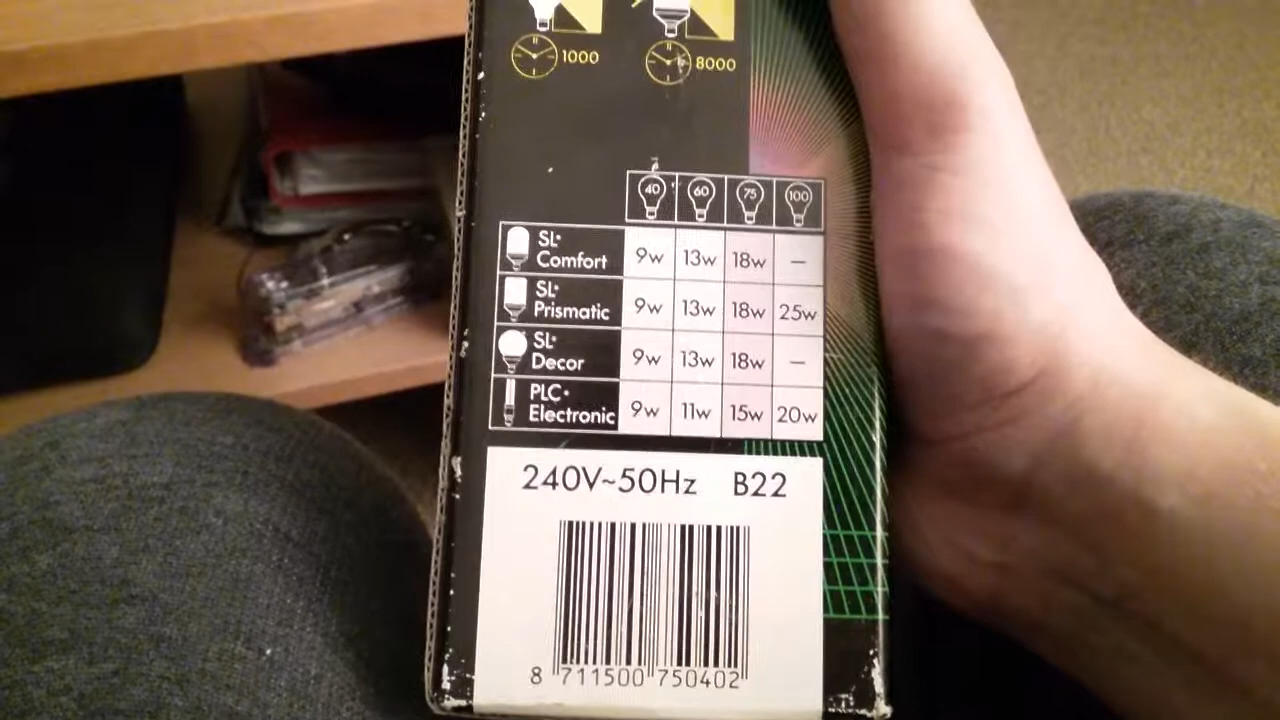 1000 8000
40 60 75 100
SL•
Comfort 9w 13w 18w –
SL•
Prismatic 9w 13w 18w 25w
SL•
Decor 9w 13w 18w –
PLC•
Electronic 9w 11w 15w 20w
240V~50Hz B22
8 711500 750402